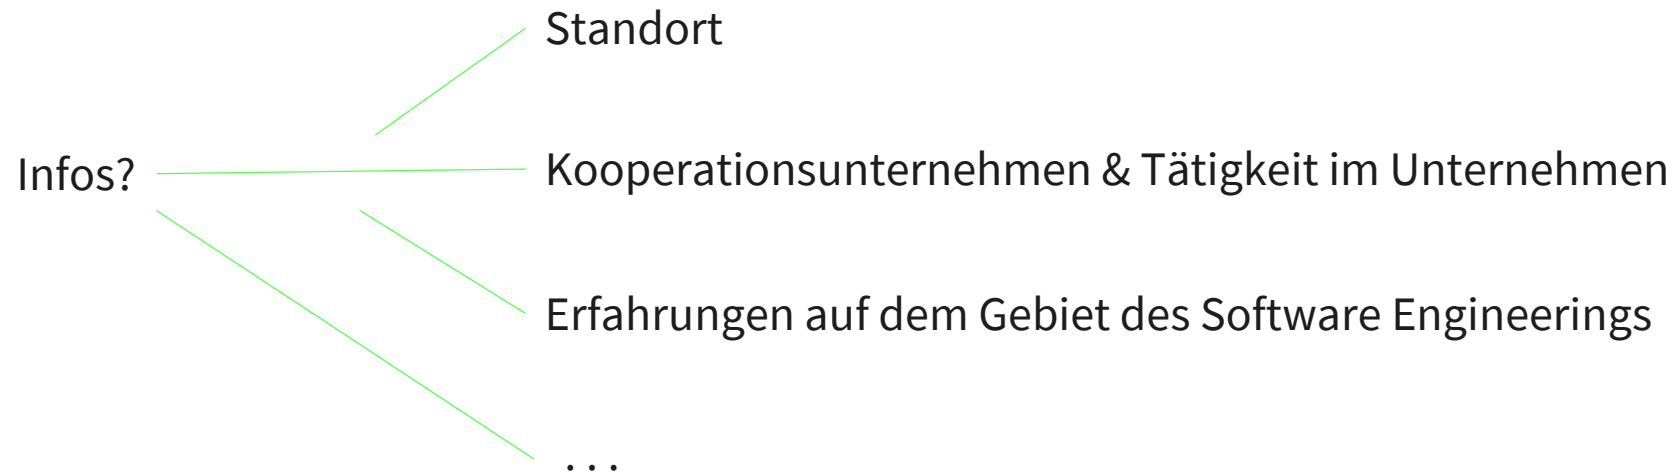 Standort
Infos?
Kooperationsunternehmen & Tätigkeit im Unternehmen
Erfahrungen auf dem Gebiet des Software Engineerings
...